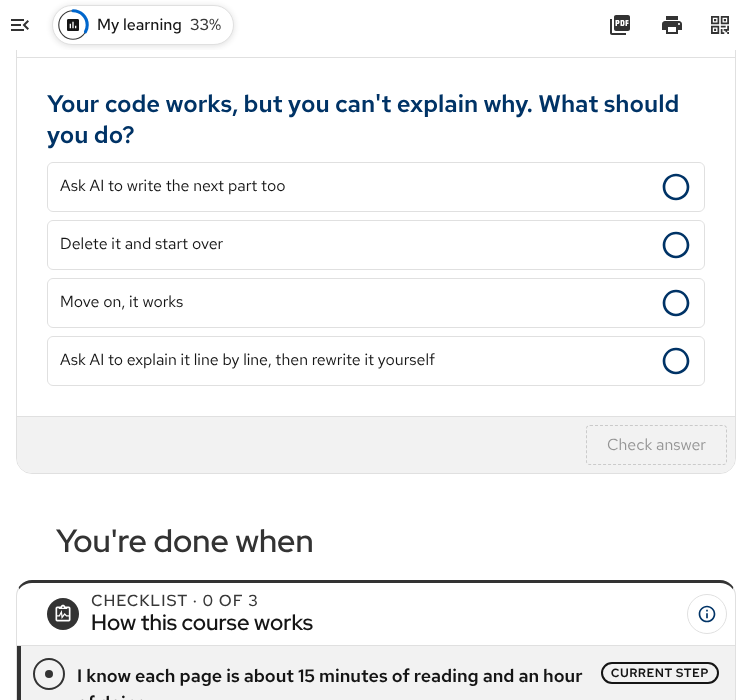 My learning 33%
PDF
Your code works, but you can't explain why. What should
you do?
Ask AI to write the next part too
Delete it and start over
Move on, it works
Ask AI to explain it line by line, then rewrite it yourself
Check answer
You're done when
CHECKLIST · 0 OF 3
How this course works
I know each page is about 15 minutes of reading and an hour
CURRENT STEP